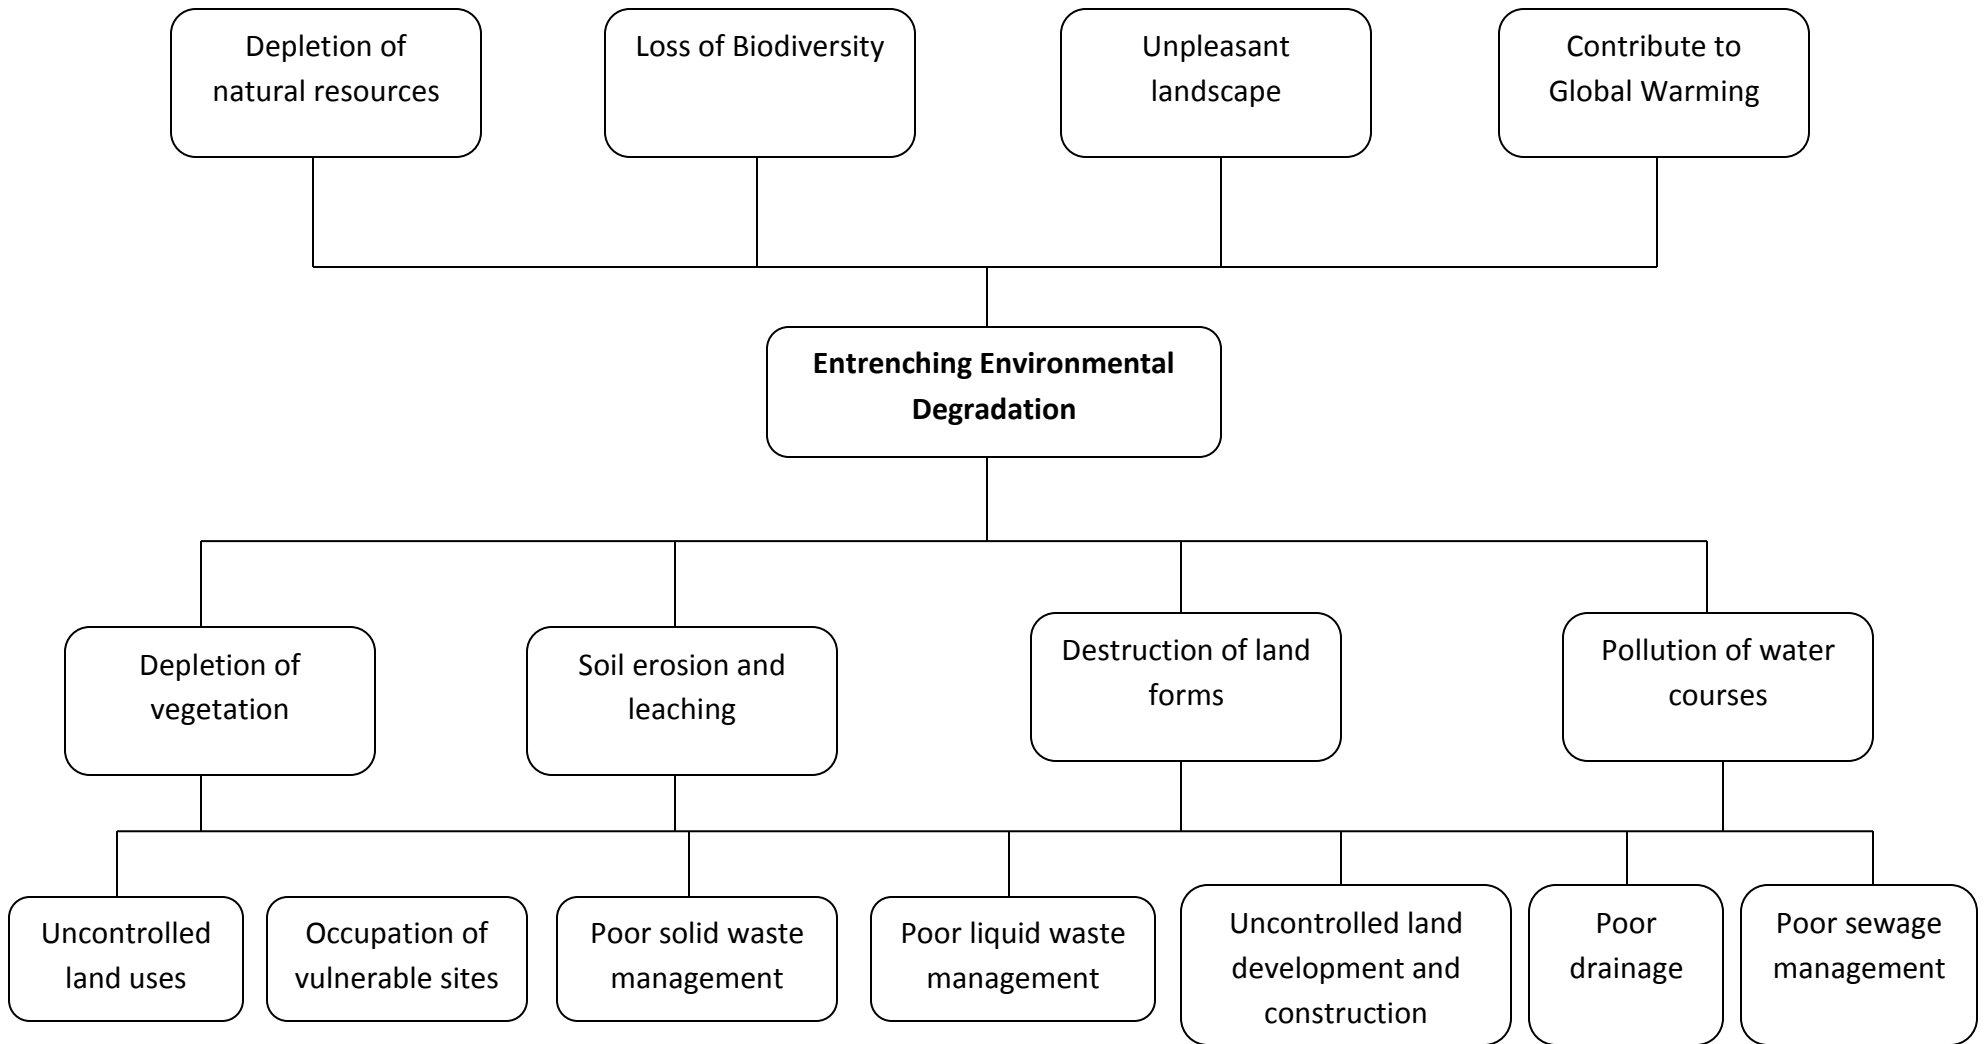 Depletion of
natural resources
Loss of Biodiversity
Unpleasant
landscape
Contribute to
Global Warming
Entrenching Environmental
Degradation
Depletion of
vegetation
Soil erosion and
leaching
Destruction of land
forms
Pollution of water
courses
Uncontrolled
land uses
Occupation of
vulnerable sites
Poor solid waste
management
Poor liquid waste
management
Uncontrolled land
development and
construction
Poor
drainage
Poor sewage
management